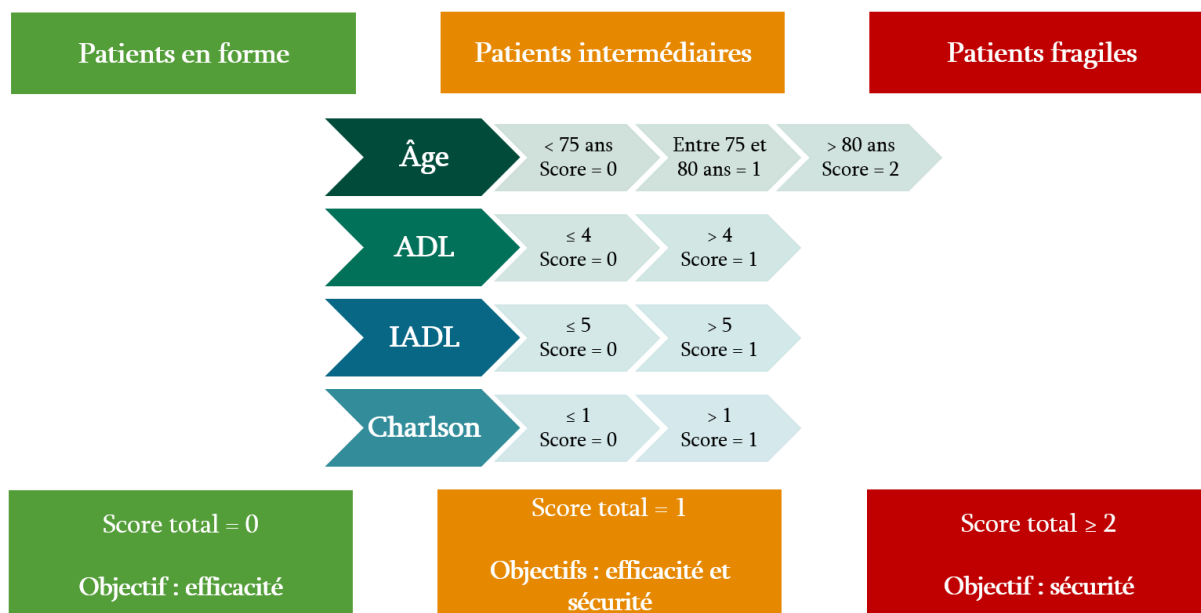 Patients en forme
Patients intermédiaires
Patients fragiles
Âge
< 75 ans
Score = 0
Entre 75 et
80 ans = 1
> 80 ans
Score = 2
ADL
≤ 4
Score = 0
> 4
Score = 1
IADL
≤ 5
Score = 0
> 5
Score = 1
Charlson
≤ 1
Score = 0
> 1
Score = 1
Score total = 0
Objectif : efficacité
Score total = 1
Objectifs : efficacité et
sécurité
Score total ≥ 2
Objectif : sécurité